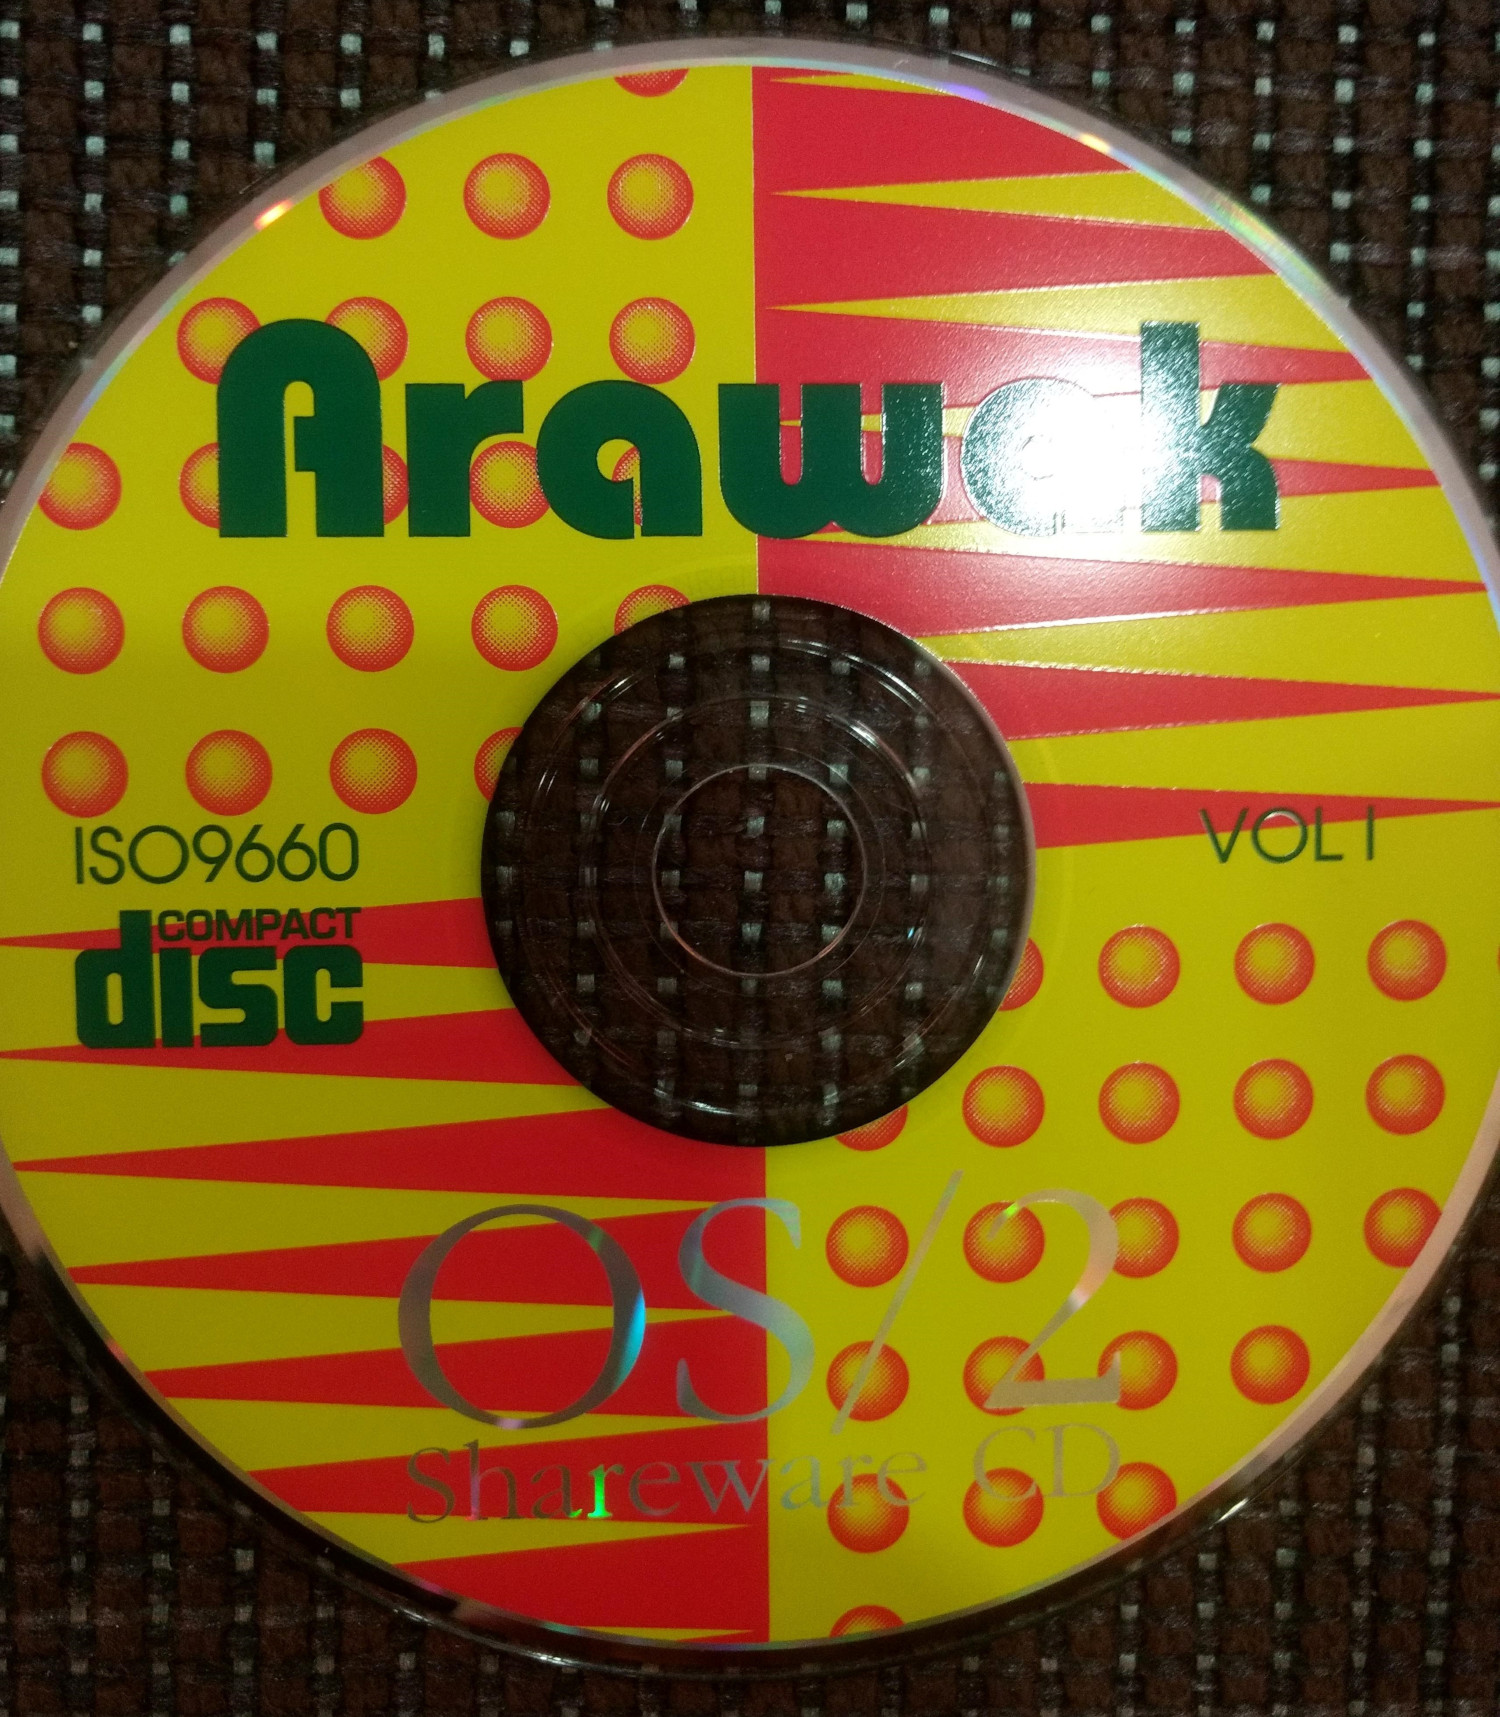 Arawak
ISO9660
VOL I
COMPACT
disc
OS/2
Shareware CD